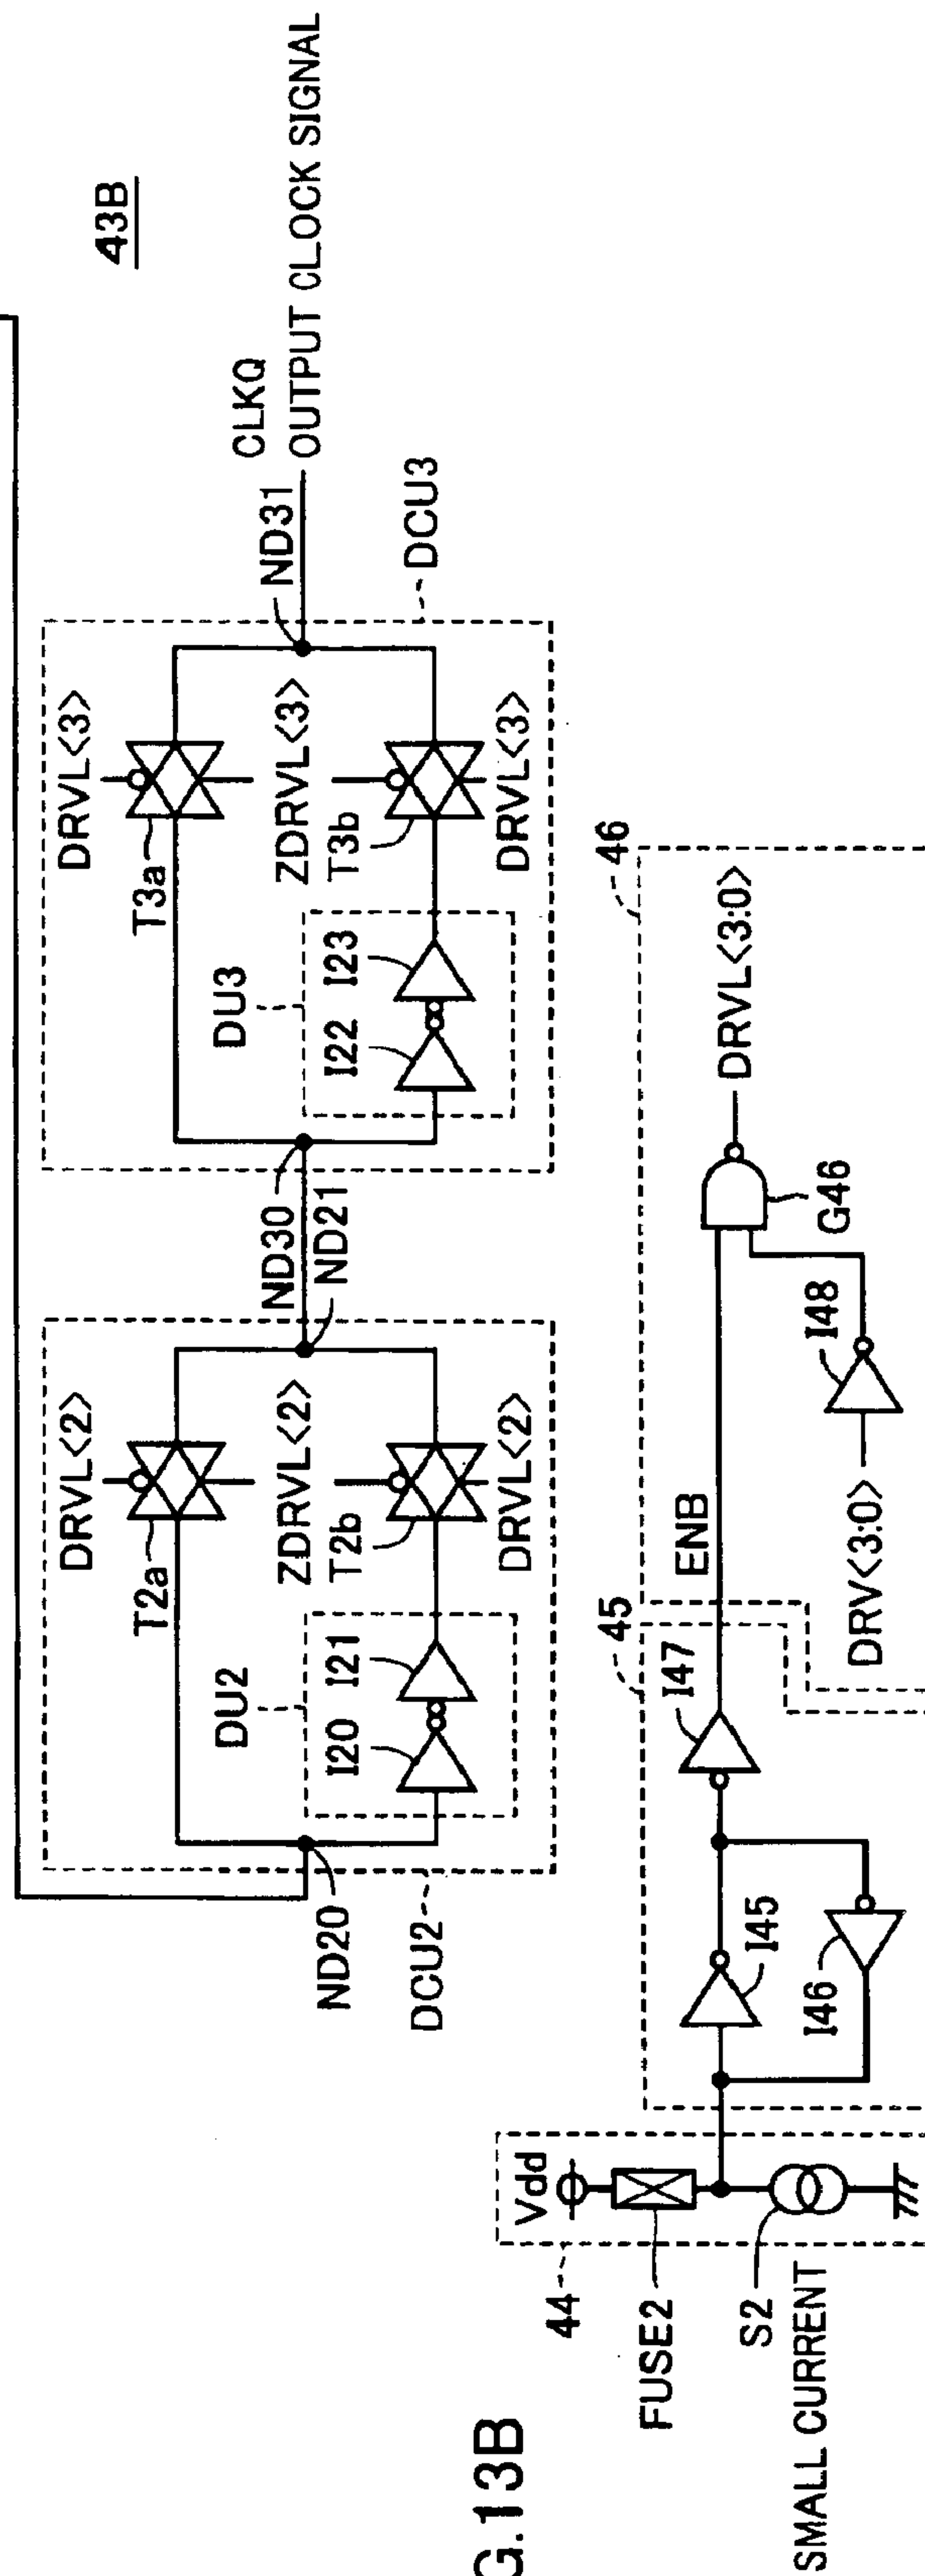 43B
CLKQ
OUTPUT CLOCK SIGNAL
DRVL<2>
T2a
ZDRVL<2>
T2b
DRVL<2>
DU2
I20
I21
ND20
DCU2
ND30
ND21
DRVL<3>
T3a
ZDRVL<3>
T3b
DRVL<3>
DU3
I22
I23
ND31
DCU3
G.13B
44
Vdd
FUSE2
S2
SMALL CURRENT
45
I45
I46
I47
46
ENB
DRV<3:0>
I48
G46
DRVL<3:0>